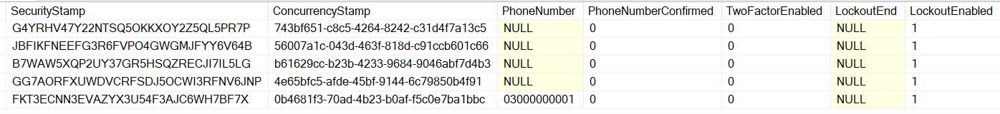 SecurityStamp ConcurrencyStamp PhoneNumber PhoneNumberConfirmed TwoFactorEnabled LockoutEnd LockoutEnabled
G4YRHV47Y22NTSQ5OKKXOY2Z5QL5PR7P 743bf651-c8c5-4264-8242-c31d4f7a13c5 NULL 0 0 NULL 1
JBFIKFNEEFG3R6FVPO4GWGMJFYY6V64B 56007a1c-043d-463f-818d-c91ccb601c66 NULL 0 0 NULL 1
B7WAW5XQP2UY37GR5HSQZRECJI7IL5LG b61629cc-b23b-4233-9684-9046abf7d4b3 NULL 0 0 NULL 1
GG7AORFXUWDVCRFSDJ5OCWI3RFNV6JNP 4e65bfc5-afde-45bf-9144-6c79850b4f91 NULL 0 0 NULL 1
FKT3ECNN3EVAZYX3U54F3AJC6WH7BF7X 0b4681f3-70ad-4b23-b0af-f5c0e7ba1bbc 03000000001 0 0 NULL 1